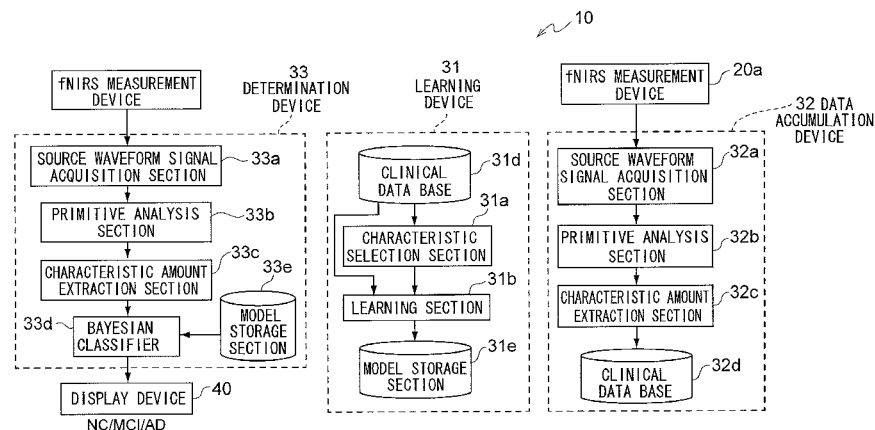 10
fNIRS MEASUREMENT
DEVICE
33
DETERMINATION
DEVICE
SOURCE WAVEFORM SIGNAL
ACQUISITION SECTION
33a
PRIMITIVE ANALYSIS
SECTION
33b
CHARACTERISTIC AMOUNT
EXTRACTION SECTION
33c
33d
BAYESIAN
CLASSIFIER
33e
MODEL
STORAGE
SECTION
DISPLAY DEVICE
40
NC/MCI/AD
31
LEARNING
DEVICE
CLINICAL
DATA BASE
31d
31a
CHARACTERISTIC
SELECTION SECTION
31b
LEARNING SECTION
MODEL STORAGE
SECTION
31e
fNIRS MEASUREMENT
DEVICE
20a
32 DATA
ACCUMULATION
DEVICE
SOURCE WAVEFORM
SIGNAL ACQUISITION
SECTION
32a
PRIMITIVE ANALYSIS
SECTION
32b
CHARACTERISTIC AMOUNT
EXTRACTION SECTION
32c
CLINICAL
DATA BASE
32d